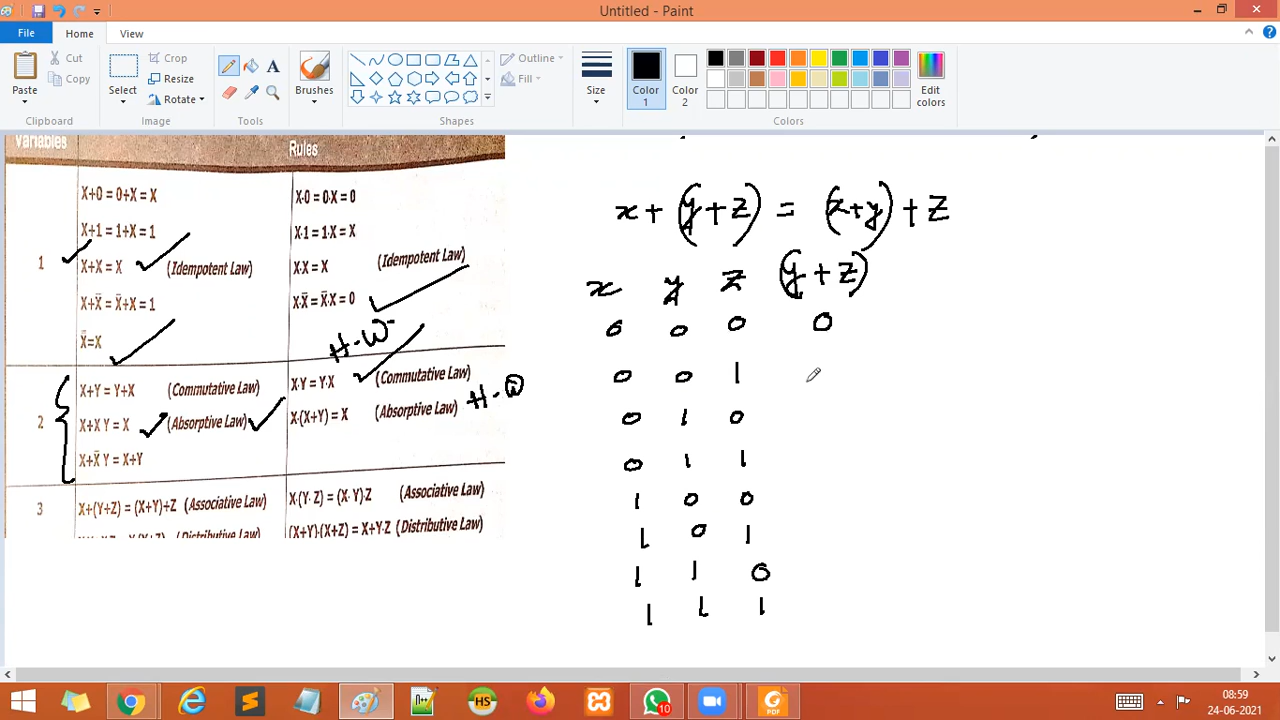 Untitled - Paint
File Home View
Paste Cut Copy Clipboard
Select Crop Resize Rotate Image
Tools
Brushes
Outline Fill Shapes
Size
Color 1 Color 2 Edit colors Colors
Variables Rules
1
X+0 = 0+X = X
X+1 = 1+X = 1
X+X = X (Idempotent Law)
X+X̄ = X̄+X = 1
X̿=X
X·0 = 0·X = 0
X·1 = 1·X = X
X·X = X (Idempotent Law)
X·X̄ = X̄·X = 0
H-W
2
X+Y = Y+X (Commutative Law)
X+X Y = X (Absorptive Law)
X+X̄ Y = X+Y
X·Y = Y·X (Commutative Law)
X·(X+Y) = X (Absorptive Law)
H-W
3
X+(Y+Z) = (X+Y)+Z (Associative Law)
X·(Y·Z) = (X·Y)·Z (Associative Law)
(X+Y)·(X+Z) = X+Y·Z (Distributive Law)
x + (y+z) = (x+y) + z
x y z (y+z)
0 0 0 0
0 0 1
0 1 0
0 1 1
1 0 0
1 0 1
1 1 0
1 1 1
n++ HS 10 PDF
08:59
24-06-2021